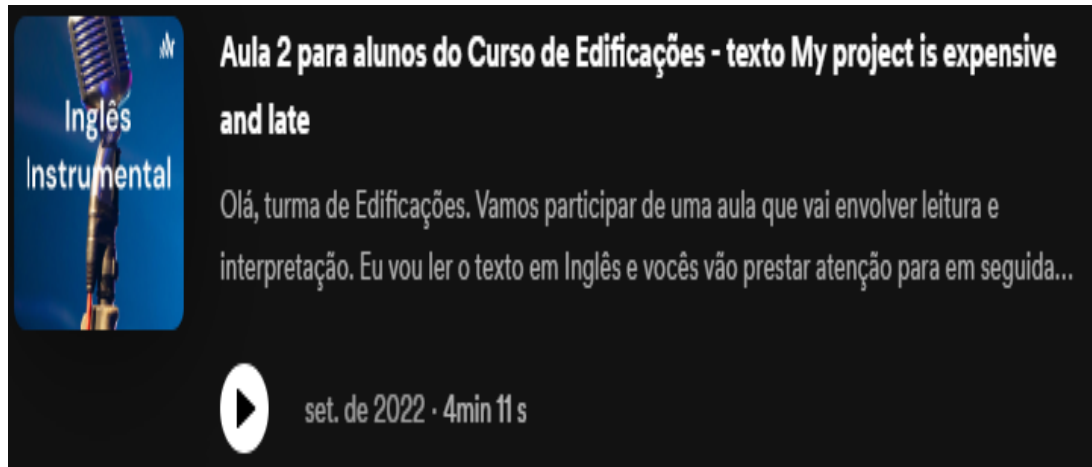 Inglês
Instrumental
Aula 2 para alunos do Curso de Edificações - texto My project is expensive
and late
Olá, turma de Edificações. Vamos participar de uma aula que vai envolver leitura e
interpretação. Eu vou ler o texto em Inglês e vocês vão prestar atenção para em seguida...
set. de 2022 · 4min 11 s